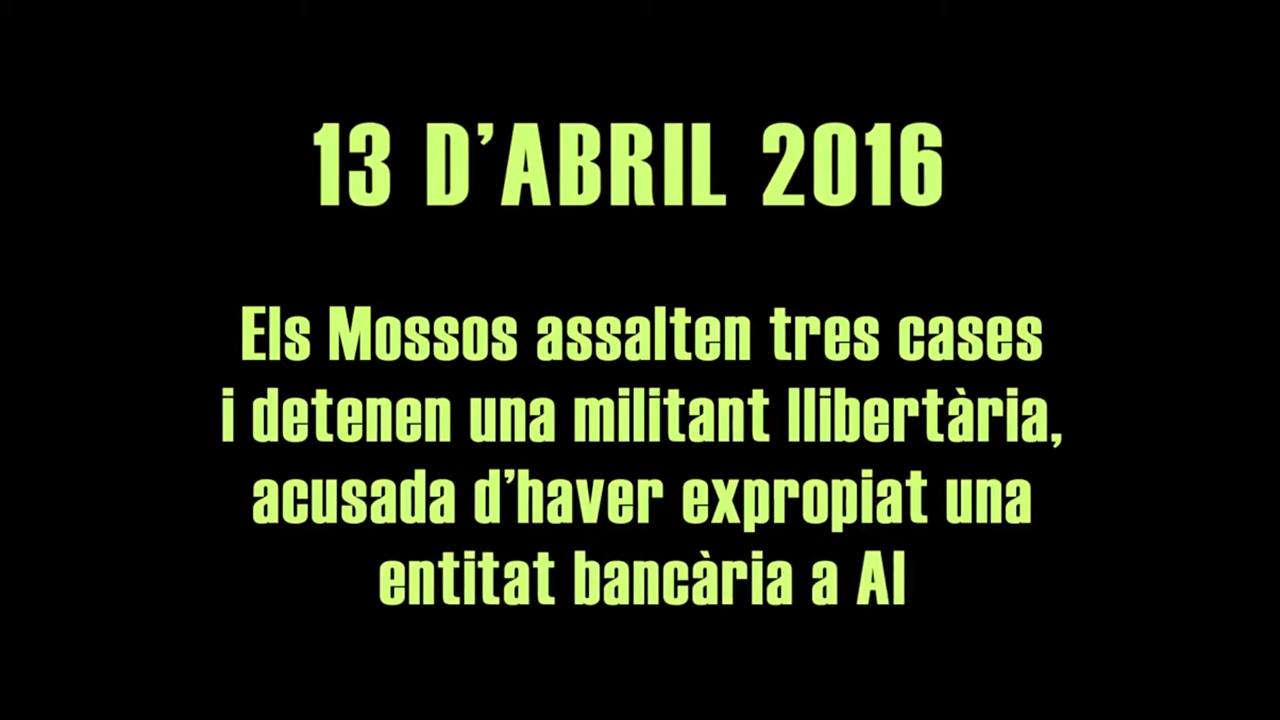 13 D'ABRIL 2016
Els Mossos assalten tres cases
i detenen una militant llibertària,
acusada d'haver expropiat una
entitat bancària a Al